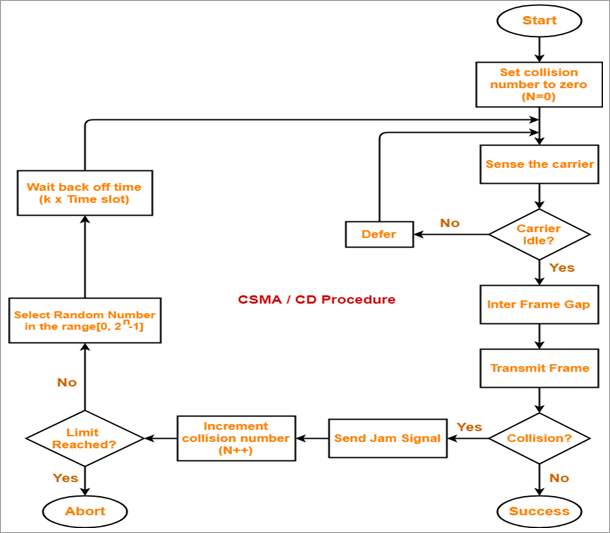 Start
Set collision
number to zero
(N=0)
Sense the carrier
Carrier
Idle?
No
Defer
Yes
Inter Frame Gap
Transmit Frame
Collision?
No
Success
Yes
Send Jam Signal
Increment
collision number
(N++)
Limit
Reached?
Yes
Abort
No
Select Random Number
in the range[0, 2^n-1]
Wait back off time
(k x Time slot)
CSMA / CD Procedure